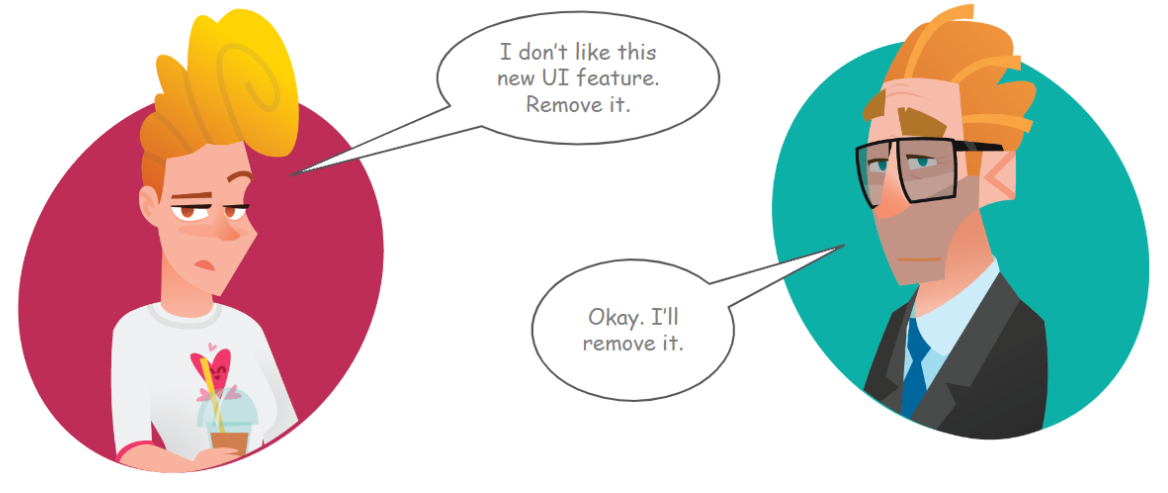 I don't like this
new UI feature.
Remove it.
Okay. I'll
remove it.